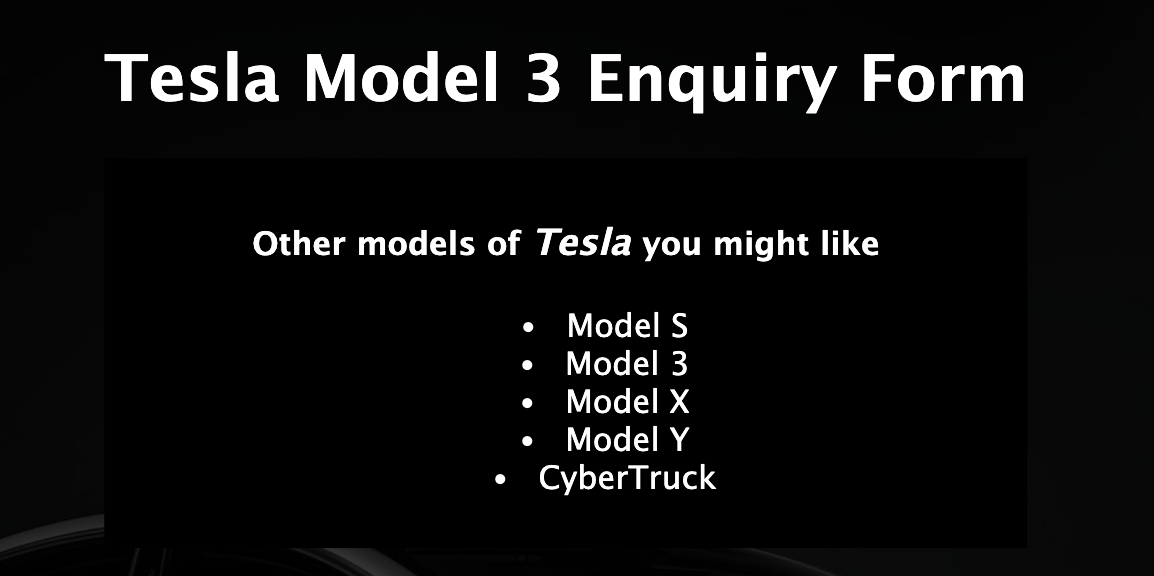 Tesla Model 3 Enquiry Form
Other models of Tesla you might like
• Model S
• Model 3
• Model X
• Model Y
• CyberTruck